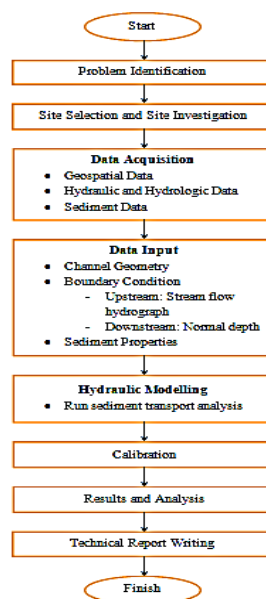 Start
Problem Identification
Site Selection and Site Investigation
Data Acquisition
• Geospatial Data
• Hydraulic and Hydrologic Data
• Sediment Data
Data Input
• Channel Geometry
• Boundary Condition
- Upstream: Stream flow
hydrograph
- Downstream: Normal depth
• Sediment Properties
Hydraulic Modelling
• Run sediment transport analysis
Calibration
Results and Analysis
Technical Report Writing
Finish